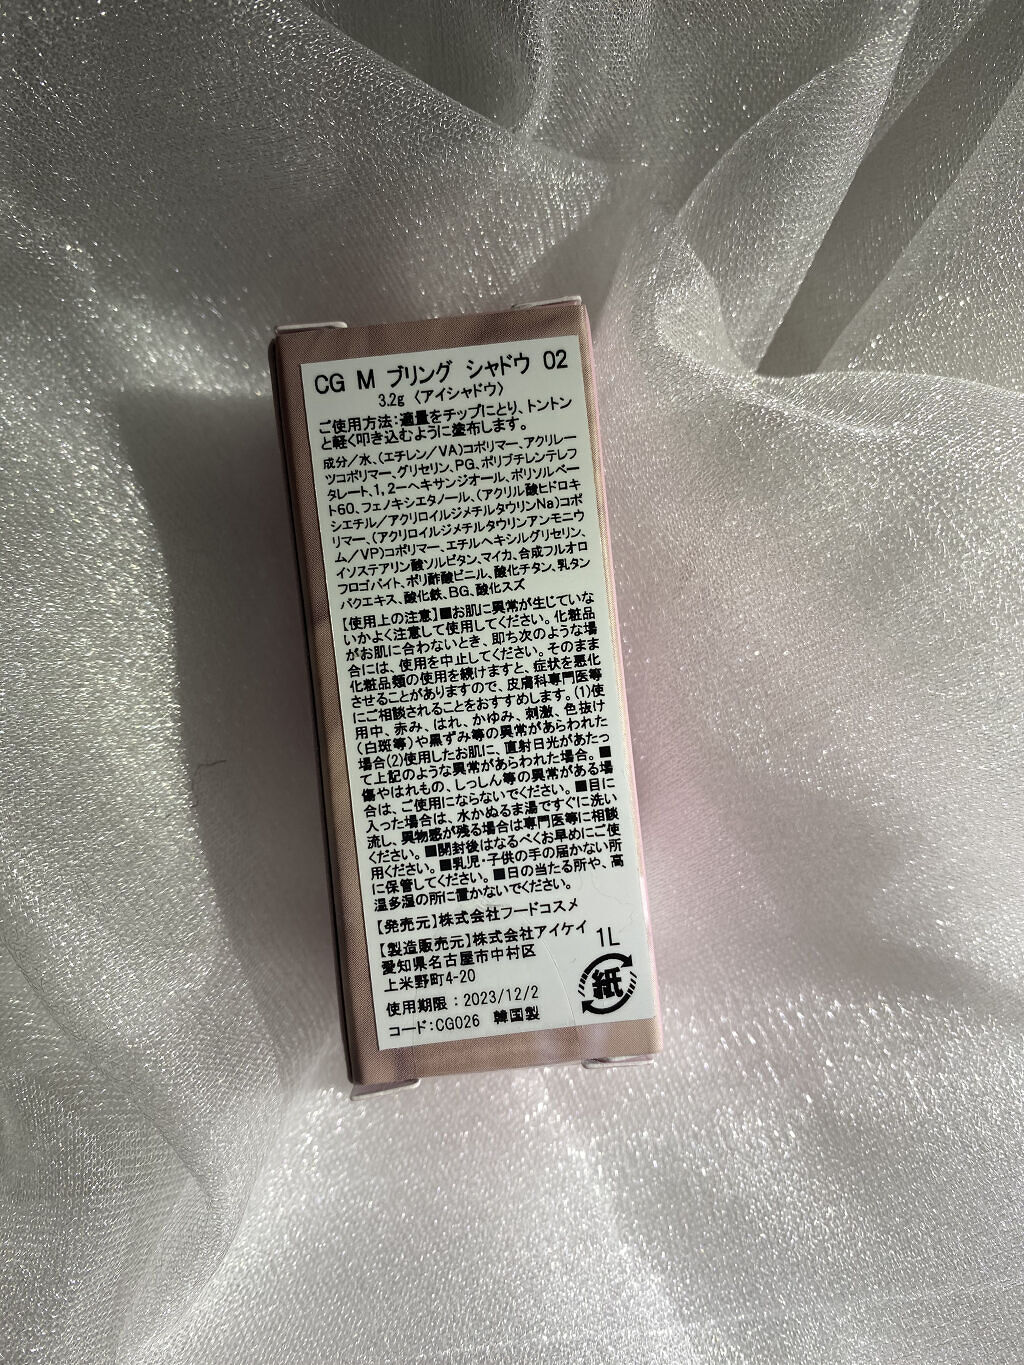 CG M ブリング シャドウ 02
3.2g 〈アイシャドウ〉
ご使用方法：適量をチップにとり、トントン
と軽く叩き込むように塗布します。
成分／水、（エチレン／VA）コポリマー、アクリレー
ツコポリマー、グリセリン、PG、ポリブチレンテレフ
タレート、1，2－ヘキサンジオール、ポリソルベー
ト60、フェノキシエタノール、（アクリル酸ヒドロキ
シエチル／アクリロイルジメチルタウリンNa）コポ
リマー、（アクリロイルジメチルタウリンアンモニウ
ム／VP）コポリマー、エチルヘキシルグリセリン、
イソステアリン酸ソルビタン、マイカ、合成フルオロ
フロゴパイト、ポリ酢酸ビニル、酸化チタン、乳タン
パクエキス、酸化鉄、BG、酸化スズ
【使用上の注意】■お肌に異常が生じていな
いかよく注意して使用してください。化粧品
がお肌に合わないとき、即ち次のような場
合には、使用を中止してください。そのまま
化粧品類の使用を続けますと、症状を悪化
させることがありますので、皮膚科専門医等
にご相談されることをおすすめします。(1)使
用中、赤み、はれ、かゆみ、刺激、色抜け
（白斑等）や黒ずみ等の異常があらわれた
場合(2)使用したお肌に、直射日光があたっ
て上記のような異常があらわれた場合。■
傷やはれもの、しっしん等の異常がある場
合は、ご使用にならないでください。■目に
入った場合は、水かぬるま湯ですぐに洗い
流し、異物感が残る場合は専門医等に相談
ください。■開封後はなるべくお早めにご使
用ください。■乳児・子供の手の届かない所
に保管してください。■日の当たる所や、高
温多湿の所に置かないでください。
【発売元】株式会社フードコスメ
【製造販売元】株式会社アイケイ
愛知県名古屋市中村区
上米野町4-20
使用期限：2023/12/2
コード：CG026 韓国製
1L
紙